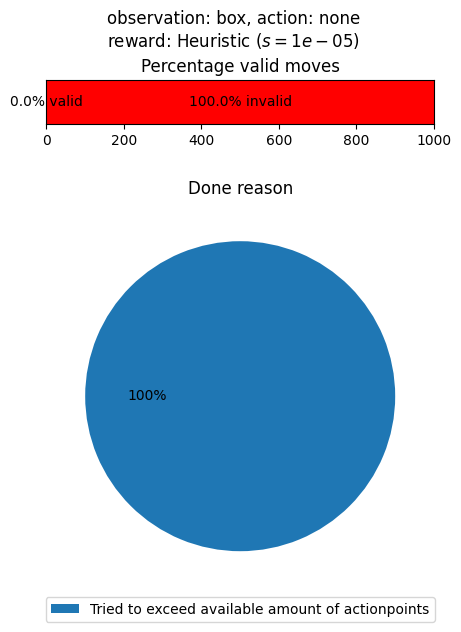 observation: box, action: none
reward: Heuristic (s = 1e − 05)
Percentage valid moves
0.0% valid 100.0% invalid
0 200 400 600 800 1000
Done reason
100%
Tried to exceed available amount of actionpoints